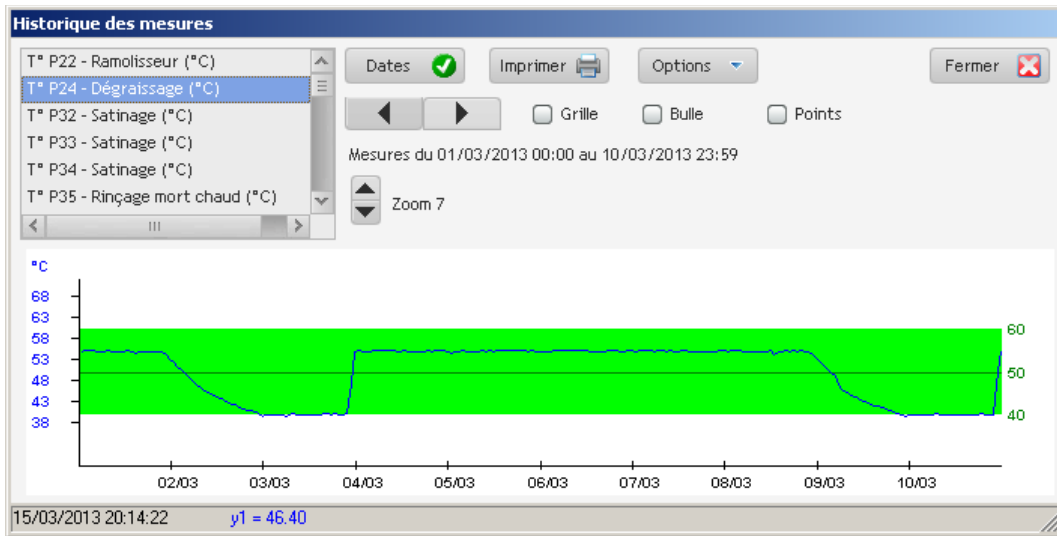 Historique des mesures
T° P22 - Ramolisseur (°C)
T° P24 - Dégraissage (°C)
T° P32 - Satinage (°C)
T° P33 - Satinage (°C)
T° P34 - Satinage (°C)
T° P35 - Rinçage mort chaud (°C)
Dates
Imprimer
Options
Fermer
Grille
Bulle
Points
Mesures du 01/03/2013 00:00 au 10/03/2013 23:59
Zoom 7
°C
68
63
58
53
48
43
38
60
50
40
02/03 03/03 04/03 05/03 06/03 07/03 08/03 09/03 10/03
15/03/2013 20:14:22 y1 = 46.40